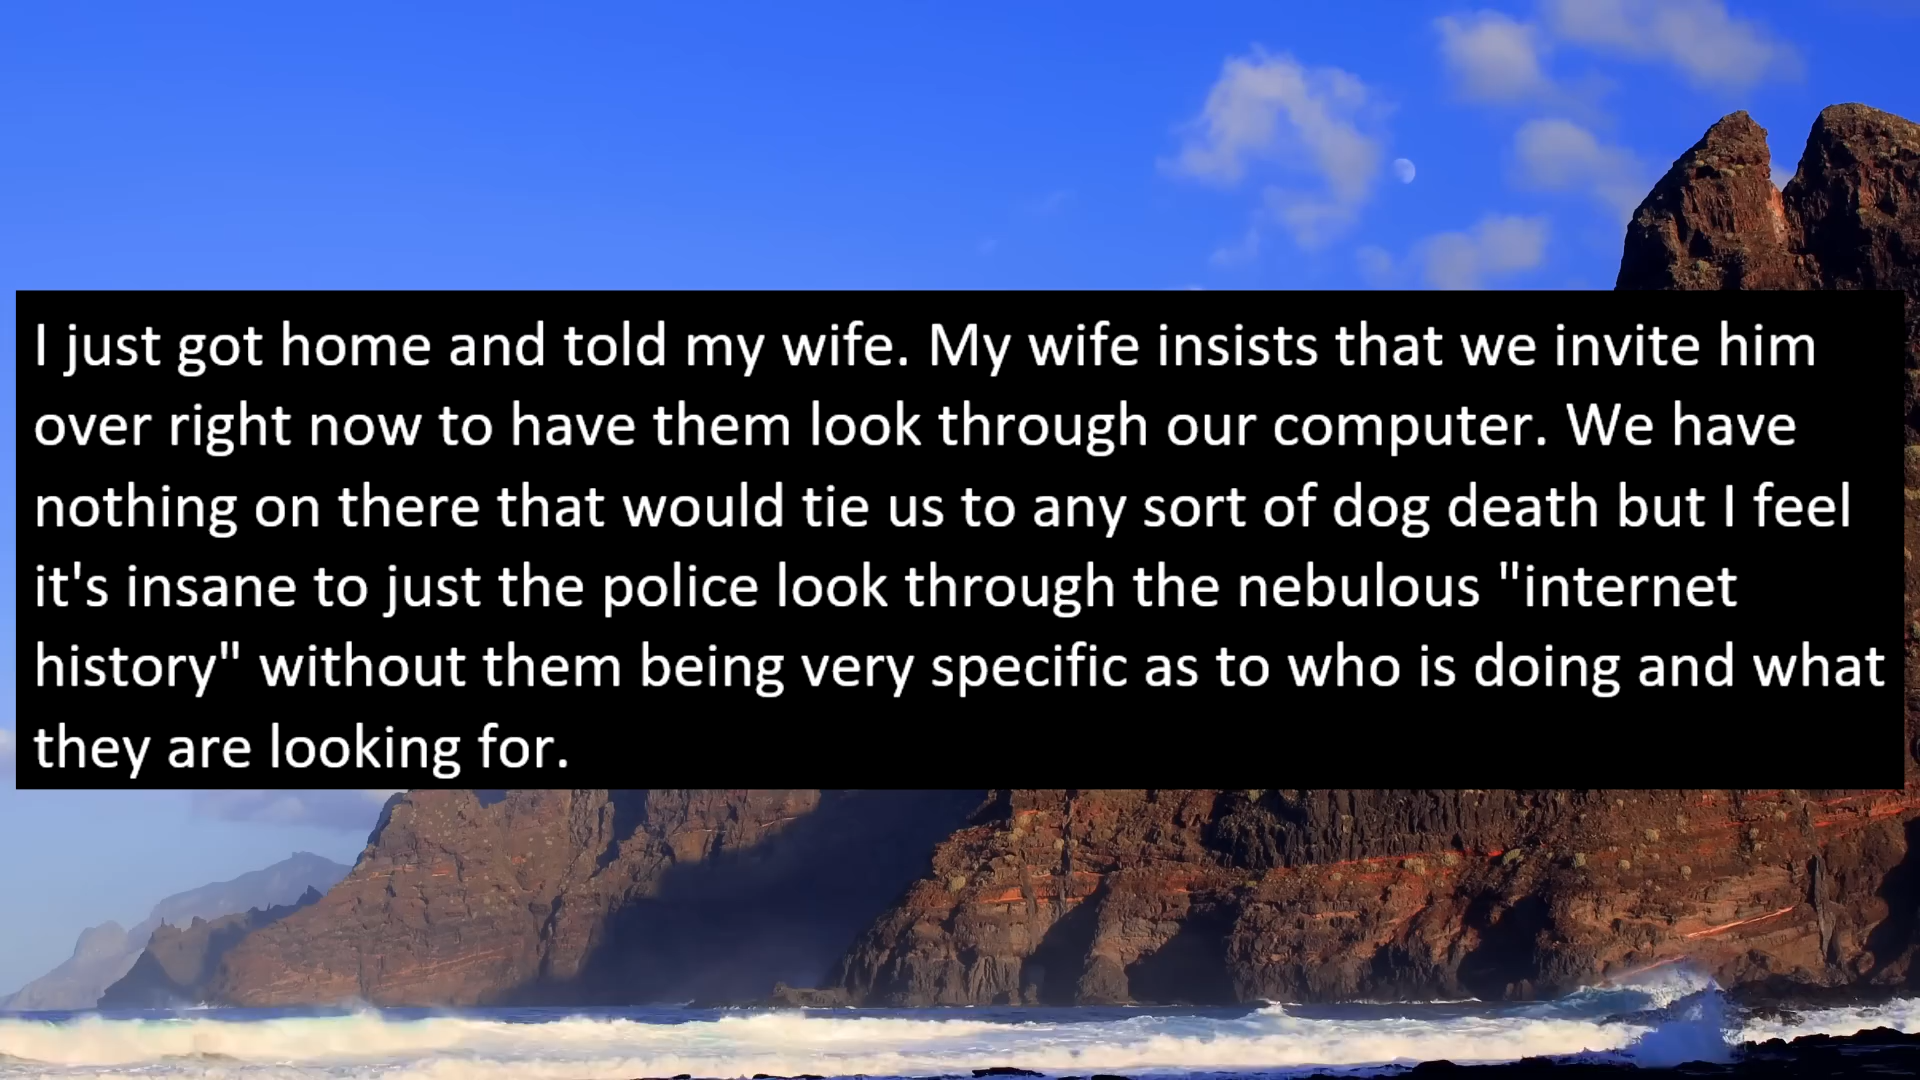 I just got home and told my wife. My wife insists that we invite him
over right now to have them look through our computer. We have
nothing on there that would tie us to any sort of dog death but I feel
it's insane to just the police look through the nebulous "internet
history" without them being very specific as to who is doing and what
they are looking for.